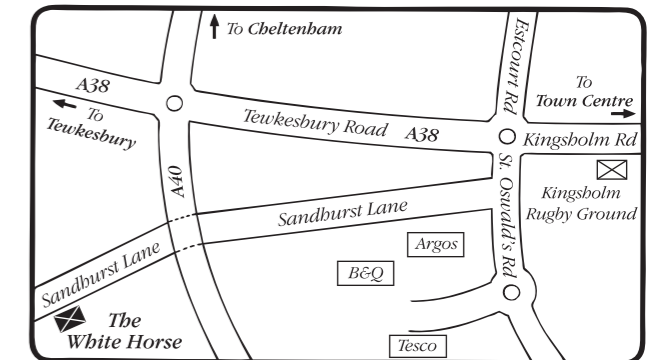 To Cheltenham
A38
To
Tewkesbury
Tewkesbury Road A38
Estcourt Rd
To
Town Centre
Kingsholm Rd
Kingsholm
Rugby Ground
St. Oswald's Rd
A40
Sandhurst Lane
Sandhurst Lane
Argos
B&Q
Tesco
The
White Horse